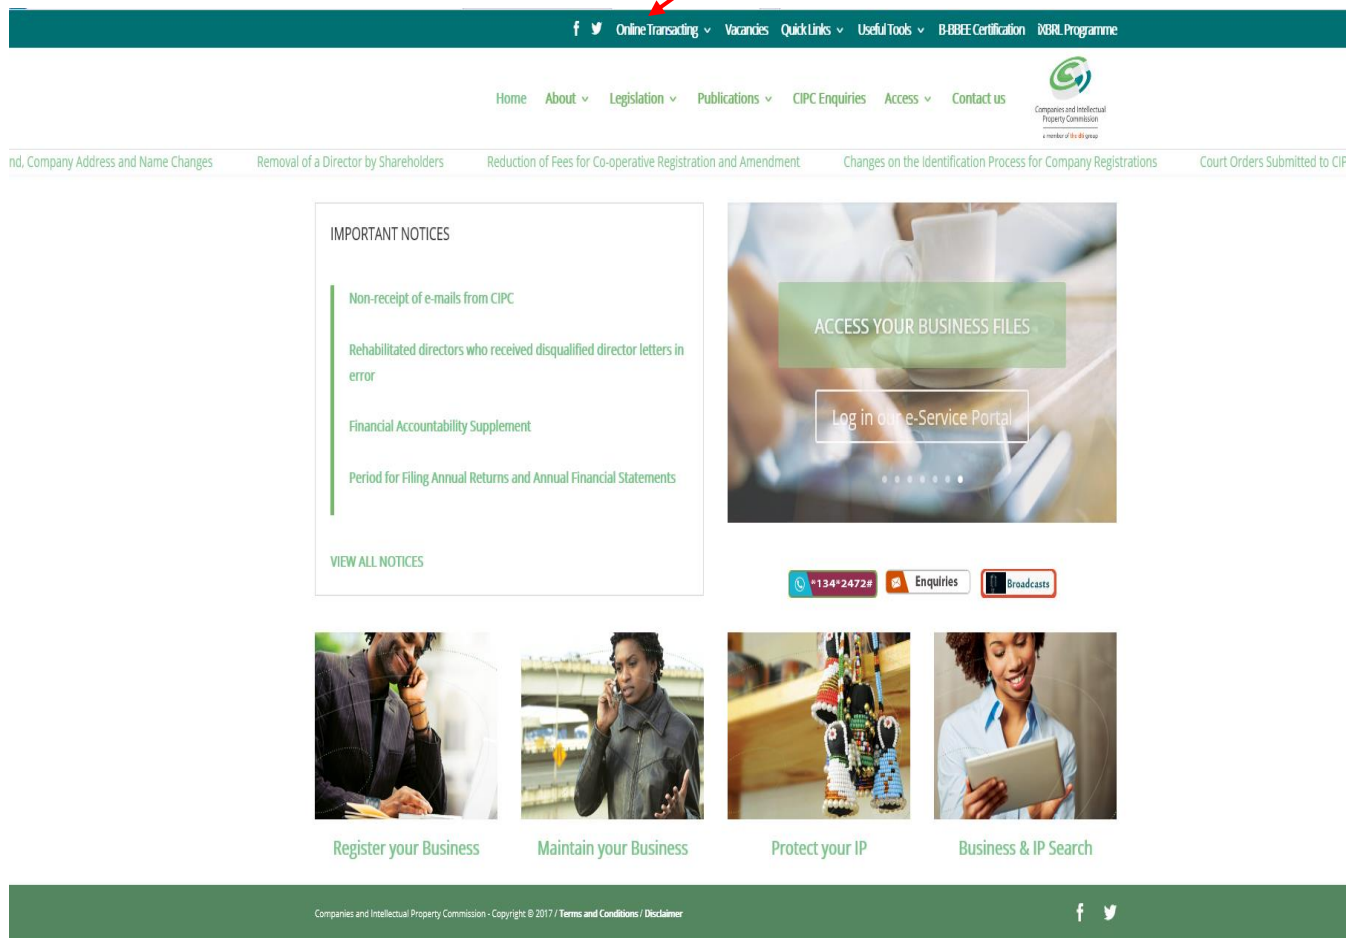 Online Transacting Vacancies Quick Links Useful Tools B-BBEE Certification iXBRL Programme
Home About Legislation Publications CIPC Enquiries Access Contact us
Companies and Intellectual
Property Commission
a member of the dti group
nd, Company Address and Name Changes Removal of a Director by Shareholders Reduction of Fees for Co-operative Registration and Amendment Changes on the Identification Process for Company Registrations Court Orders Submitted to CIP
IMPORTANT NOTICES
Non-receipt of e-mails from CIPC
Rehabilitated directors who received disqualified director letters in
error
Financial Accountability Supplement
Period for Filing Annual Returns and Annual Financial Statements
VIEW ALL NOTICES
ACCESS YOUR BUSINESS FILES
Log in our e-Service Portal
*134*2472# Enquiries Broadcasts
Register your Business Maintain your Business Protect your IP Business & IP Search
Companies and Intellectual Property Commission - Copyright © 2017 / Terms and Conditions / Disclaimer